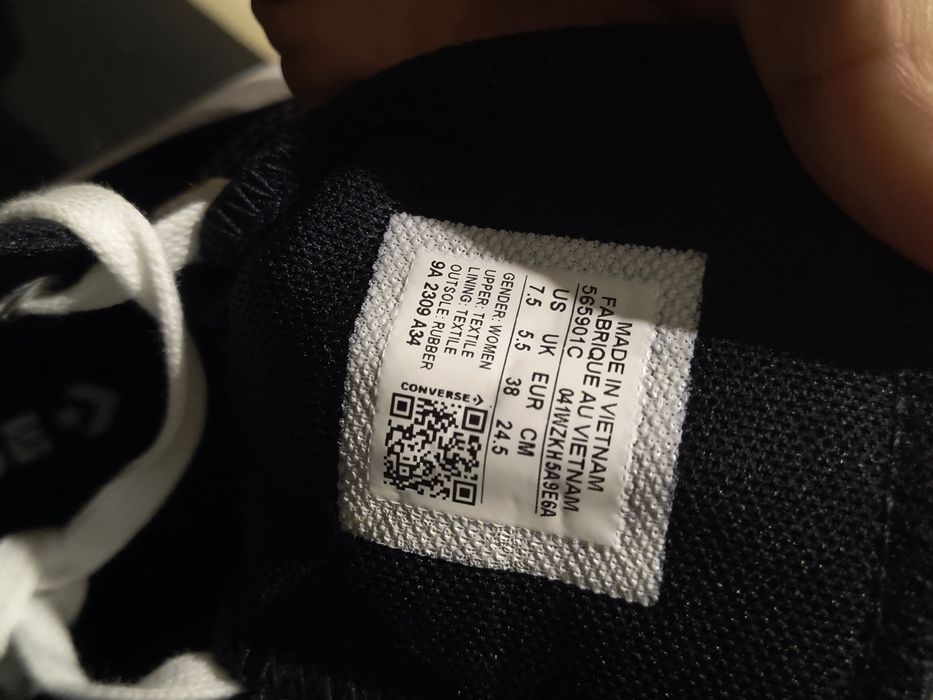 MADE IN VIETNAM
FABRIQUE AU VIETNAM
565901C 041WZKH5A9E6A
US UK EUR CM
7.5 5.5 38 24.5
GENDER: WOMEN
UPPER: TEXTILE
LINING: TEXTILE
OUTSOLE: RUBBER
9A 2309 A34
CONVERSE